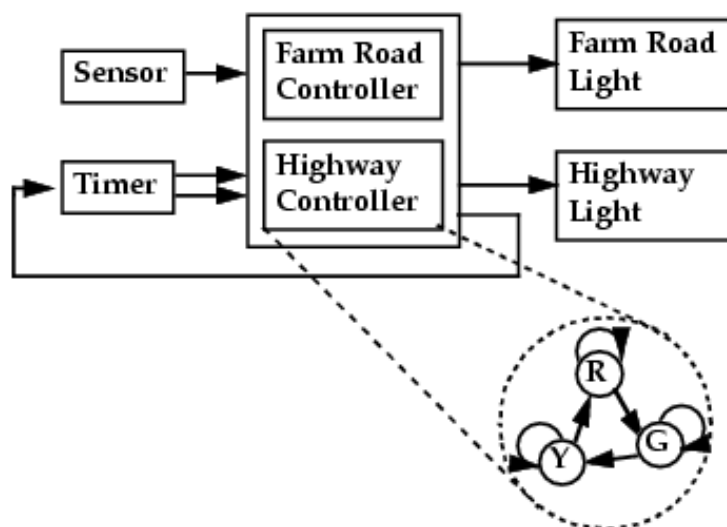 Sensor
Farm Road
Controller
Farm Road
Light
Timer
Highway
Controller
Highway
Light
R
Y
G